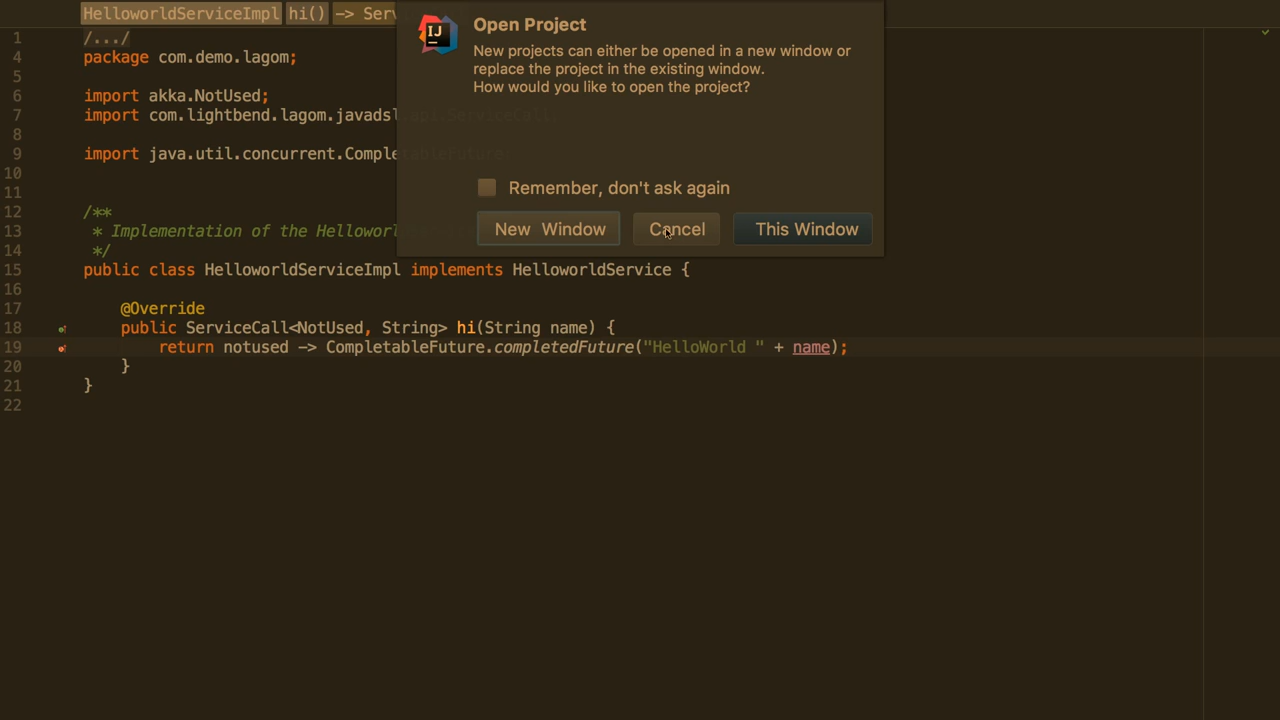 HelloworldServiceImpl hi() -> Ser
1 /.../
4 package com.demo.lagom;
5
6 import akka.NotUsed;
7 import com.lightbend.lagom.javadsl.api.ServiceCall
8
9 import java.util.concurrent.CompletableFuture;
10
11
12 /**
13 * Implementation of the Hellowor
14 */
15 public class HelloworldServiceImpl implements HelloworldService {
16
17 @Override
18 public ServiceCall<NotUsed, String> hi(String name) {
19 return notused -> CompletableFuture.completedFuture("HelloWorld " + name);
20 }
21 }
22
IJ
Open Project
New projects can either be opened in a new window or
replace the project in the existing window.
How would you like to open the project?
Remember, don't ask again
New Window Cancel This Window